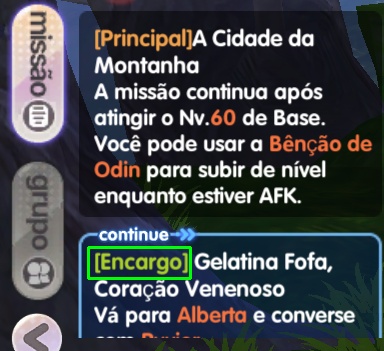 missão
grupo
[Principal]A Cidade da
Montanha
A missão continua após
atingir o Nv.60 de Base.
Você pode usar a Bênção de
Odin para subir de nível
enquanto estiver AFK.
continue
[Encargo] Gelatina Fofa,
Coração Venenoso
Vá para Alberta e converse